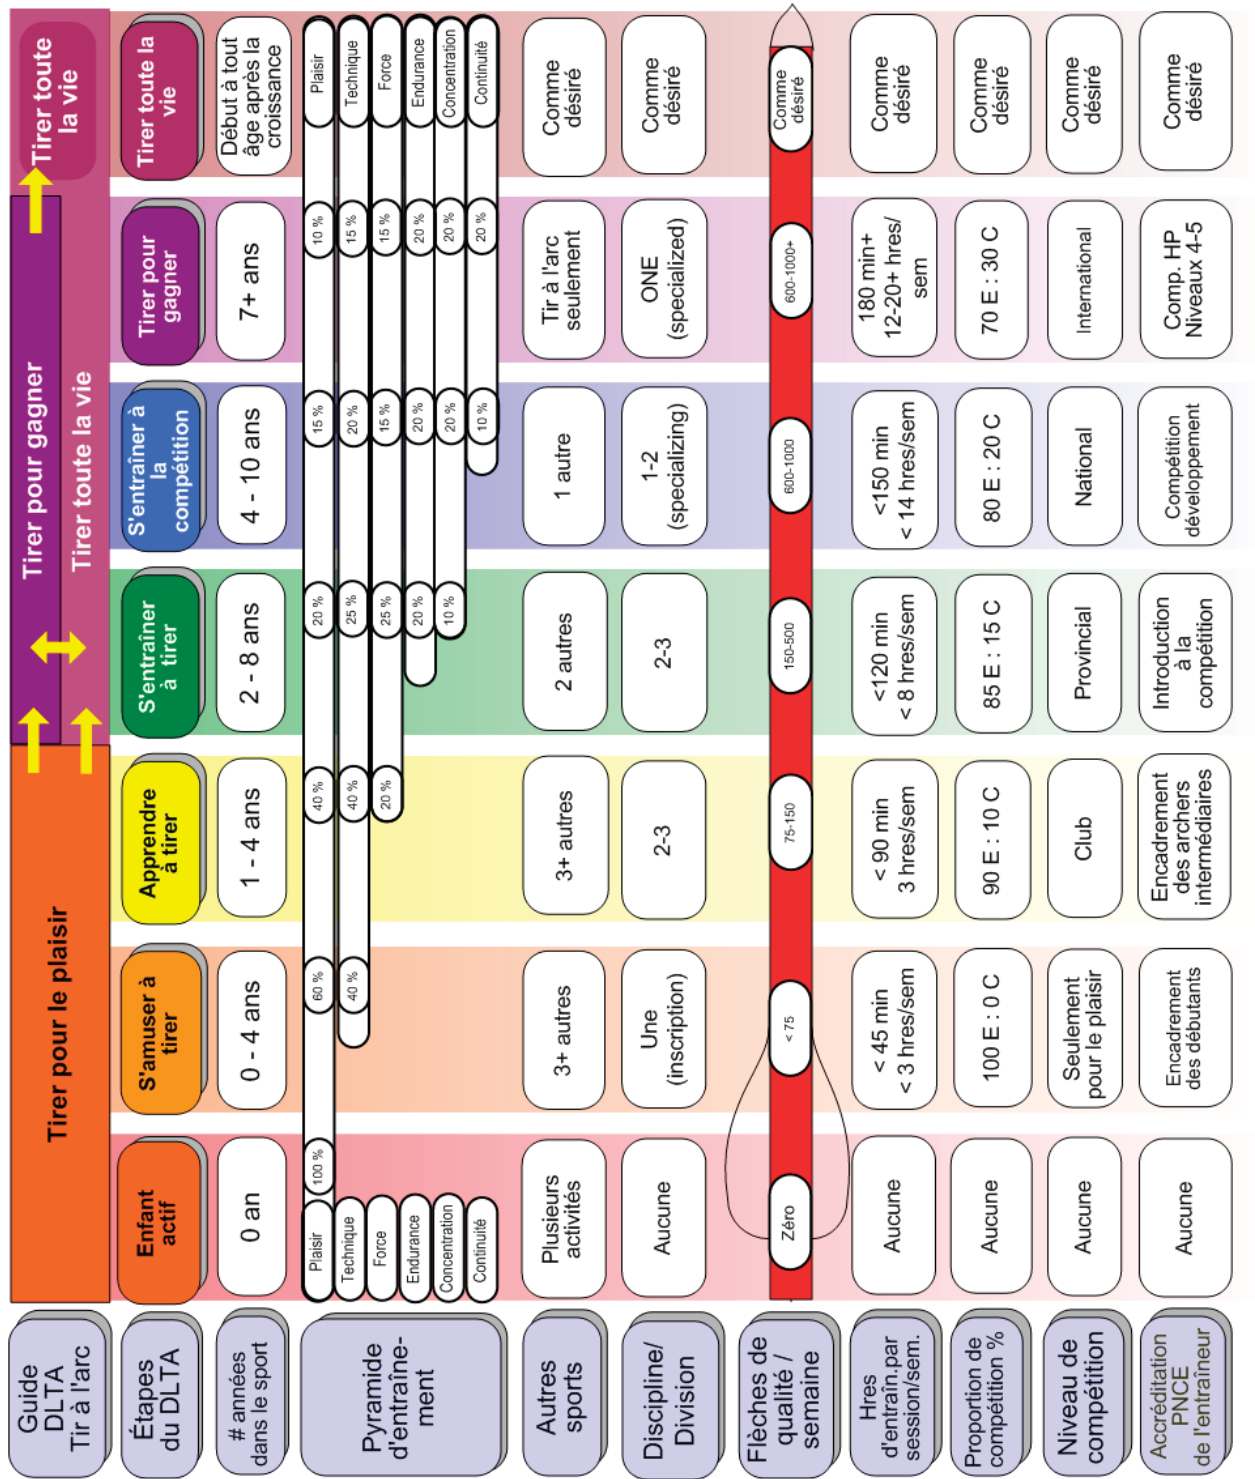 Guide
DLTA
Tir à l'arc
Tirer pour le plaisir
Tirer pour gagner
Tirer toute la vie
Tirer toute
la vie
Étapes
du DLTA
Enfant
actif
S'amuser à
tirer
Apprendre
à tirer
S'entraîner
à tirer
S'entraîner à
la
compétition
Tirer pour
gagner
Tirer toute la
vie
# années
dans le sport
0 an
0 - 4 ans
1 - 4 ans
2 - 8 ans
4 - 10 ans
7+ ans
Début à tout
âge après la
croissance
Pyramide
d'entraîne-
ment
Plaisir
100 %
60 %
40 %
20 %
15 %
10 %
Plaisir
Technique
40 %
40 %
25 %
20 %
15 %
Technique
Force
20 %
25 %
15 %
15 %
Force
Endurance
20 %
20 %
20 %
Endurance
Concentration
10 %
20 %
20 %
Concentration
Continuité
10 %
20 %
Continuité
Autres
sports
Plusieurs
activités
3+ autres
3+ autres
2 autres
1 autre
Tir à l'arc
seulement
Comme
désiré
Discipline/
Division
Aucune
Une
(inscription)
2-3
2-3
1-2
(specializing)
ONE
(specialized)
Comme
désiré
Flèches de
qualité /
semaine
Zéro
< 75
75-150
150-500
600-1000
600-1000+
Comme
désiré
Hres
d'entraîn.par
session/sem.
Aucune
< 45 min
< 3 hres/sem
< 90 min
3 hres/sem
<120 min
< 8 hres/sem
<150 min
< 14 hres/sem
180 min+
12-20+ hres/
sem
Comme
désiré
Proportion de
compétition %
Aucune
100 E : 0 C
90 E : 10 C
85 E : 15 C
80 E : 20 C
70 E : 30 C
Comme
désiré
Niveau de
compétition
Aucune
Seulement
pour le plaisir
Club
Provincial
National
International
Comme
désiré
Accréditation
PNCE
de l'entraîneur
Aucune
Encadrement
des débutants
Encadrement
des archers
intermédiaires
Introduction
à la
compétition
Compétition
développement
Comp. HP
Niveaux 4-5
Comme
désiré